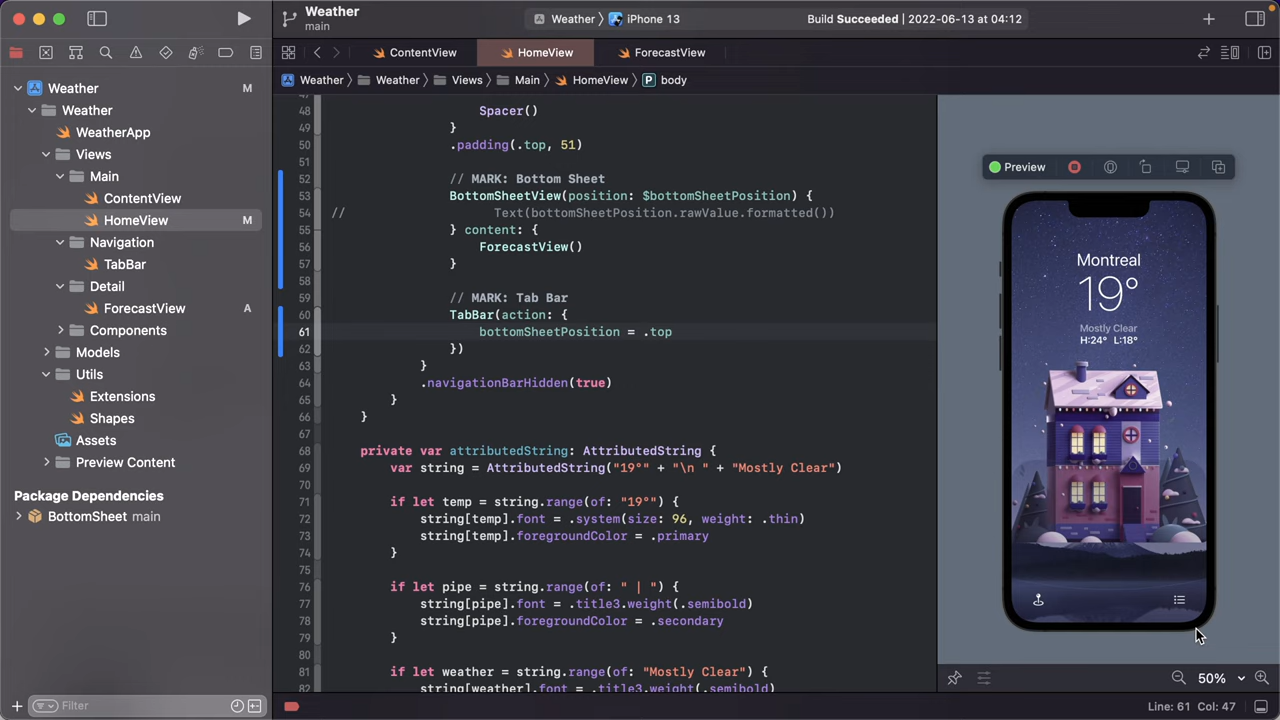 Weather
main
Weather
iPhone 13
Build Succeeded | 2022-06-13 at 04:12
ContentView
HomeView
ForecastView
Weather
Weather
Views
Main
HomeView
P
body
Weather
M
Weather
WeatherApp
Views
Main
ContentView
HomeView
M
Navigation
TabBar
Detail
ForecastView
A
Components
Models
Utils
Extensions
Shapes
Assets
Preview Content
Package Dependencies
BottomSheet main
Filter
47
48 Spacer()
49 }
50 .padding(.top, 51)
51
52 // MARK: Bottom Sheet
53 BottomSheetView(position: $bottomSheetPosition) {
54 // Text(bottomSheetPosition.rawValue.formatted())
55 } content: {
56 ForecastView()
57 }
58
59 // MARK: Tab Bar
60 TabBar(action: {
61 bottomSheetPosition = .top
62 })
63 }
64 .navigationBarHidden(true)
65 }
66 }
67
68 private var attributedString: AttributedString {
69 var string = AttributedString("19°" + "\n " + "Mostly Clear")
70
71 if let temp = string.range(of: "19°") {
72 string[temp].font = .system(size: 96, weight: .thin)
73 string[temp].foregroundColor = .primary
74 }
75
76 if let pipe = string.range(of: " | ") {
77 string[pipe].font = .title3.weight(.semibold)
78 string[pipe].foregroundColor = .secondary
79 }
80
81 if let weather = string.range(of: "Mostly Clear") {
82 string[weather].font = .title3.weight(.semibold)
Preview
Montreal
19°
Mostly Clear
H:24° L:18°
50%
Line: 61 Col: 47